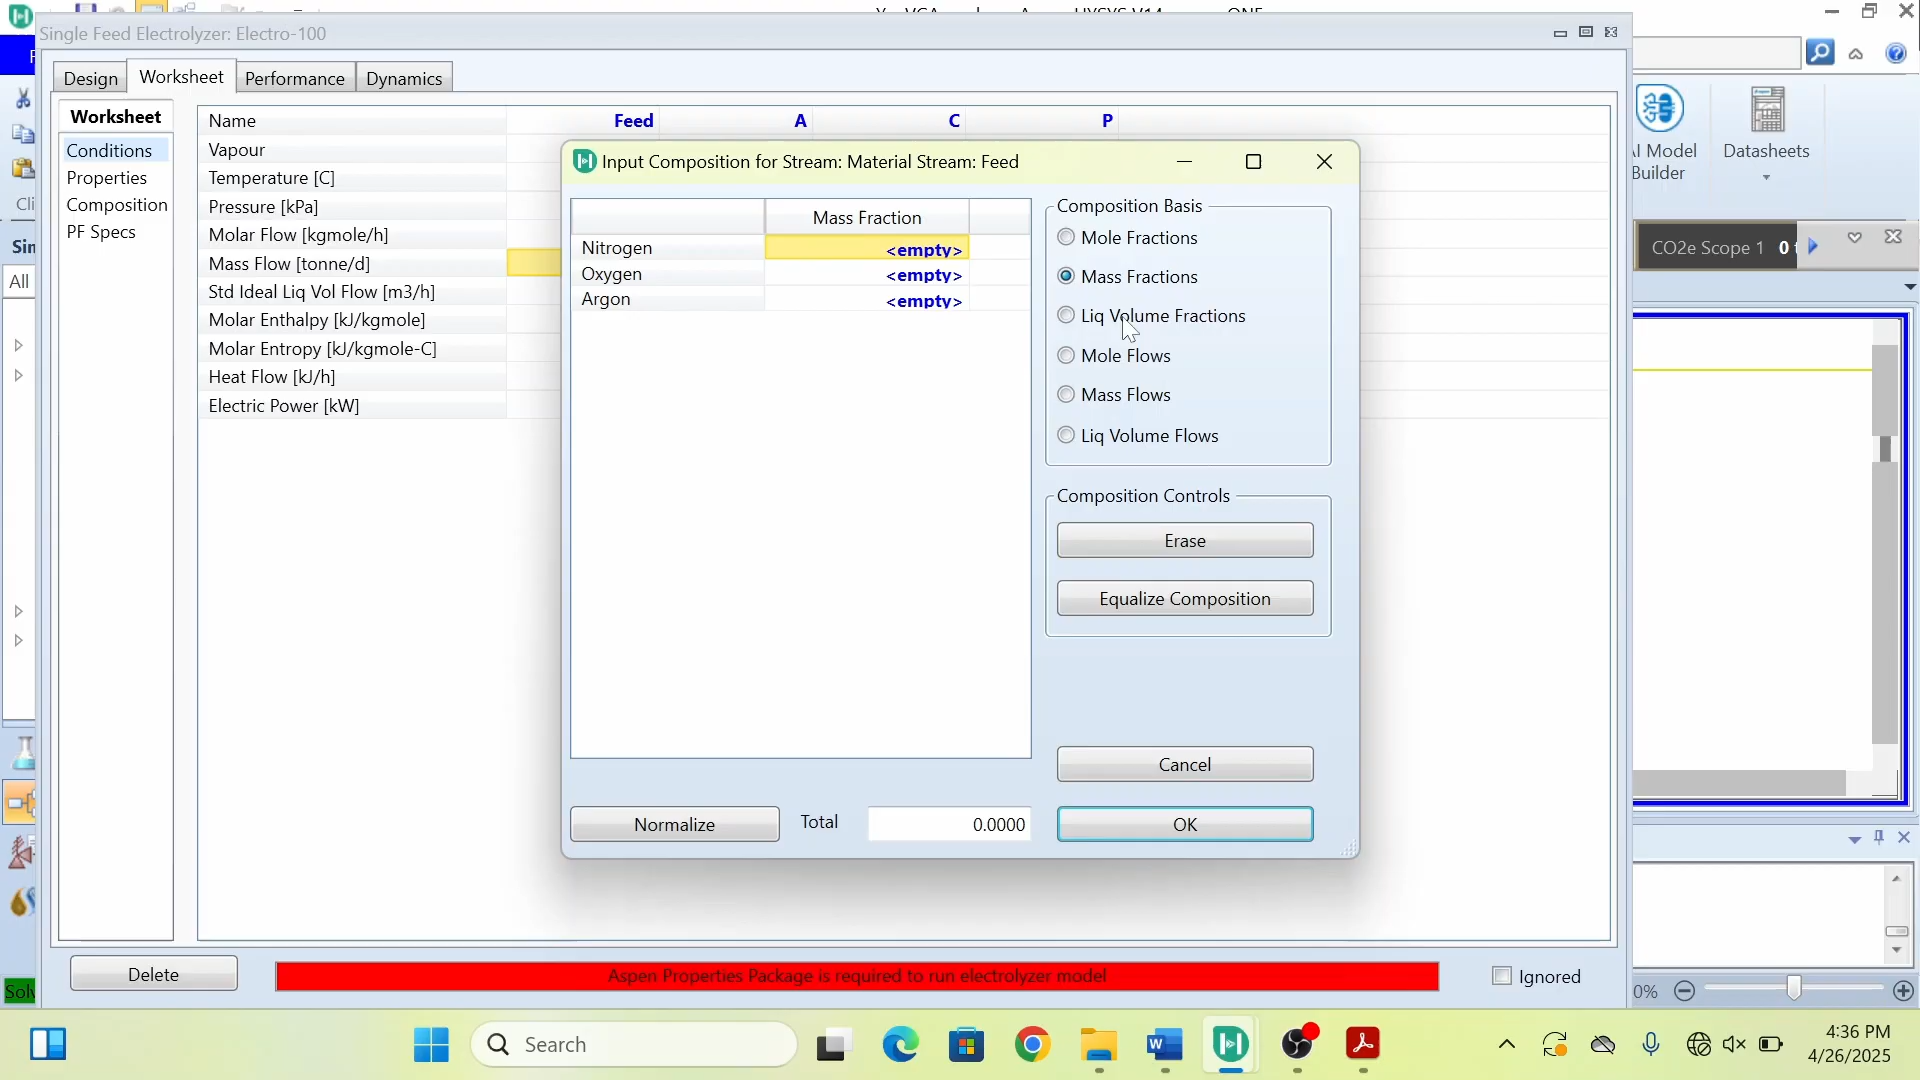 Single Feed Electrolyzer: Electro-100
Design
Worksheet
Performance
Dynamics
Worksheet
Conditions
Properties
Composition
PF Specs
Name
Feed
A
C
P
Vapour
Temperature [C]
Pressure [kPa]
Molar Flow [kgmole/h]
Mass Flow [tonne/d]
Std Ideal Liq Vol Flow [m3/h]
Molar Enthalpy [kJ/kgmole]
Molar Entropy [kJ/kgmole-C]
Heat Flow [kJ/h]
Electric Power [kW]
Input Composition for Stream: Material Stream: Feed
Mass Fraction
Nitrogen
<empty>
Oxygen
<empty>
Argon
<empty>
Composition Basis
Mole Fractions
Mass Fractions
Liq Volume Fractions
Mole Flows
Mass Flows
Liq Volume Flows
Composition Controls
Erase
Equalize Composition
Cancel
Normalize
Total
0.0000
OK
Delete
Aspen Properties Package is required to run electrolyzer model
Ignored
Model
Builder
Datasheets
CO2e Scope 1 0 t
Cli
Sim
All
Solv
0%
Search
4:36 PM
4/26/2025